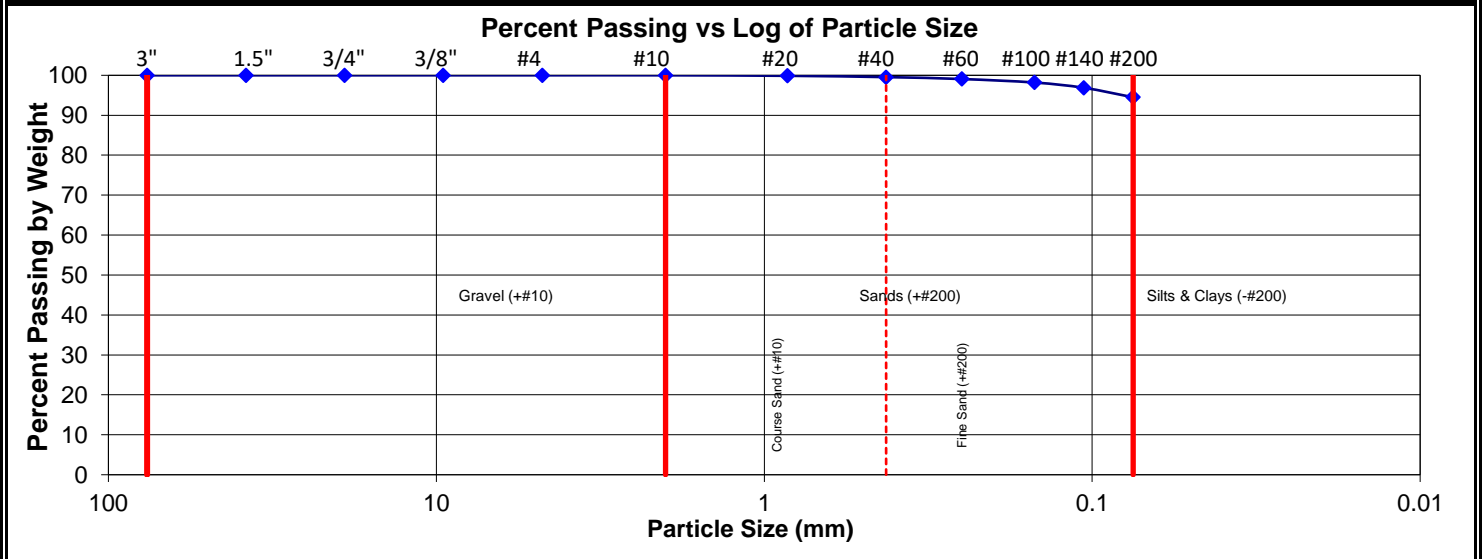 Percent Passing vs Log of Particle Size
3" 1.5" 3/4" 3/8" #4 #10 #20 #40 #60 #100 #140 #200
Percent Passing by Weight
100
90
80
70
60
50
40
30
20
10
0
Gravel (+#10) Sands (+#200) Silts & Clays (-#200)
Course Sand (+#10)
Fine Sand (+#200)
100 10 1 0.1 0.01
Particle Size (mm)